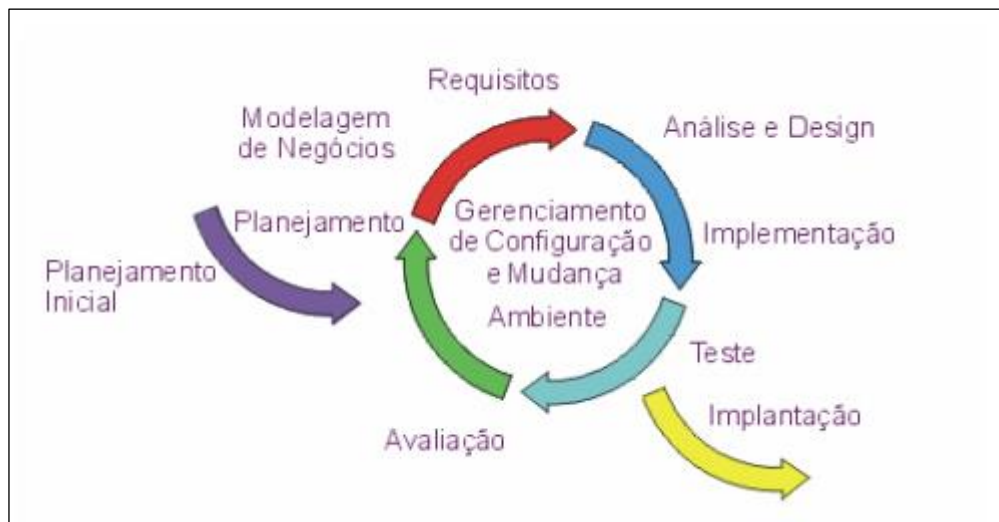 Requisitos
Modelagem
de Negócios
Análise e Design
Planejamento
Gerenciamento
de Configuração
e Mudança
Implementação
Planejamento
Inicial
Ambiente
Teste
Implantação
Avaliação